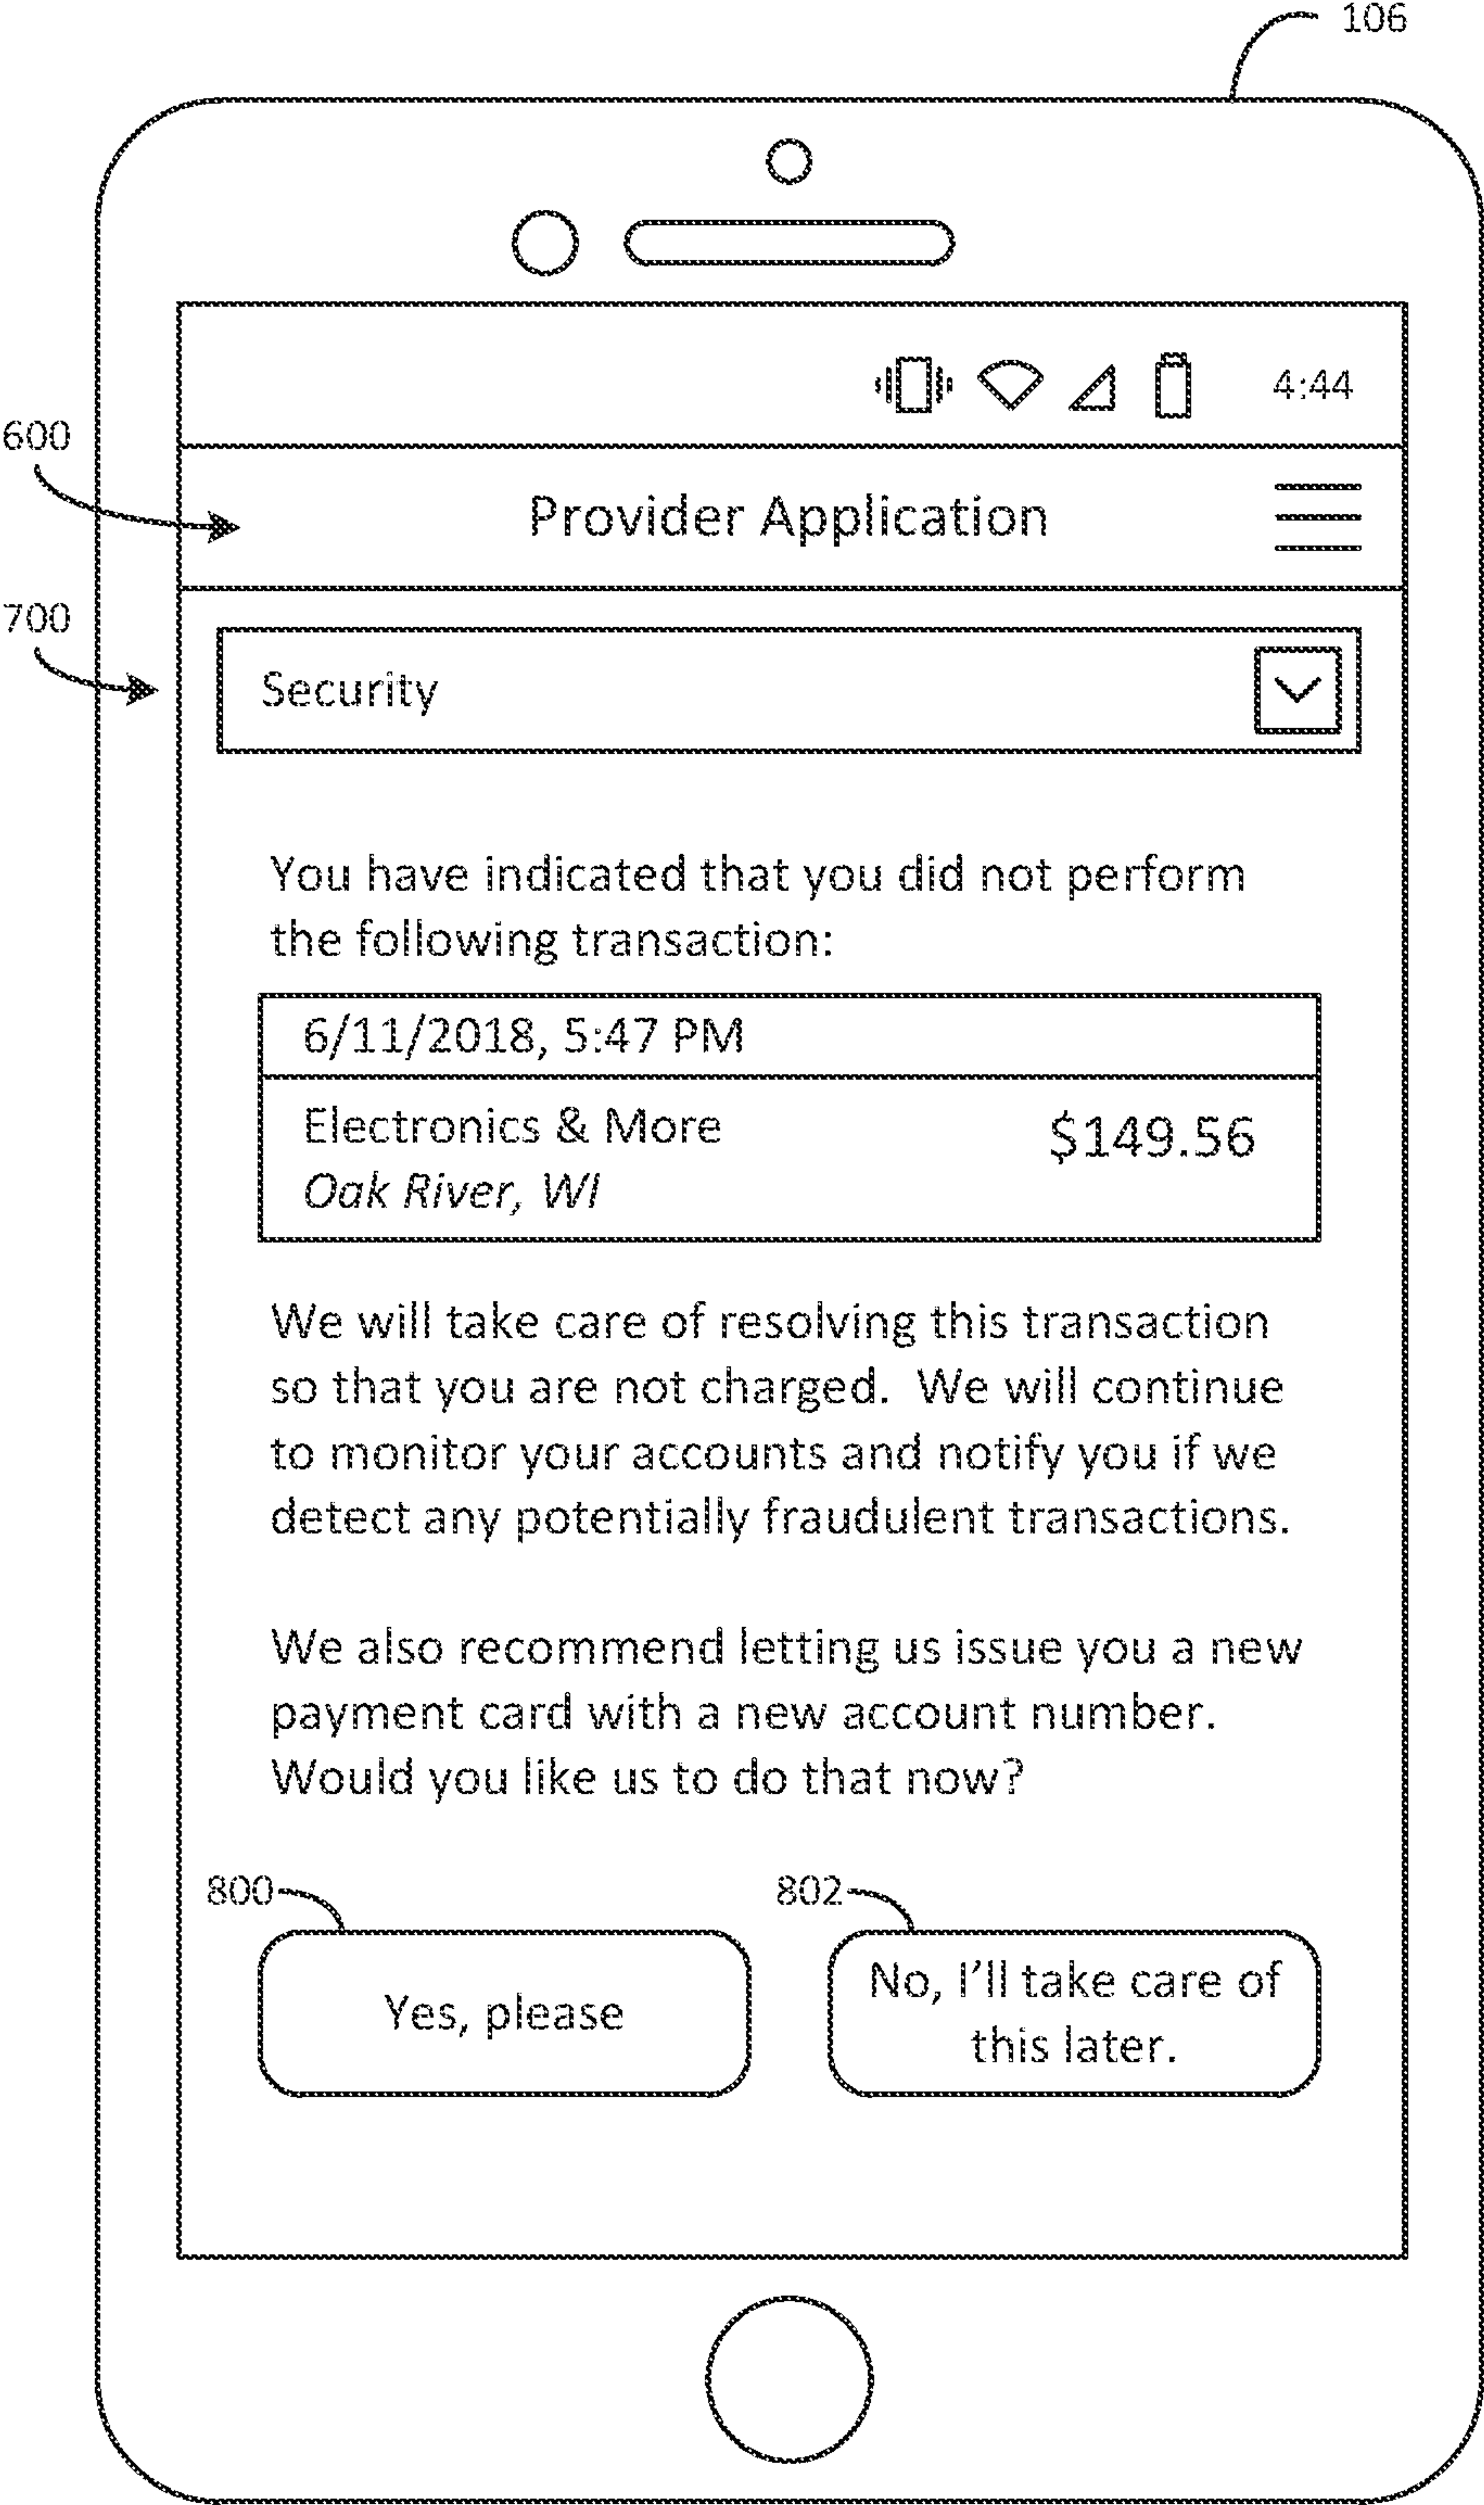 106
4:44
600
Provider Application
700
Security
You have indicated that you did not perform
the following transaction:
6/11/2018, 5:47 PM
Electronics & More
$149.56
Oak River, WI
We will take care of resolving this transaction
so that you are not charged.  We will continue
to monitor your accounts and notify you if we
detect any potentially fraudulent transactions.
We also recommend letting us issue you a new
payment card with a new account number.
Would you like us to do that now?
800
802
Yes, please
No, I'll take care of
this later.